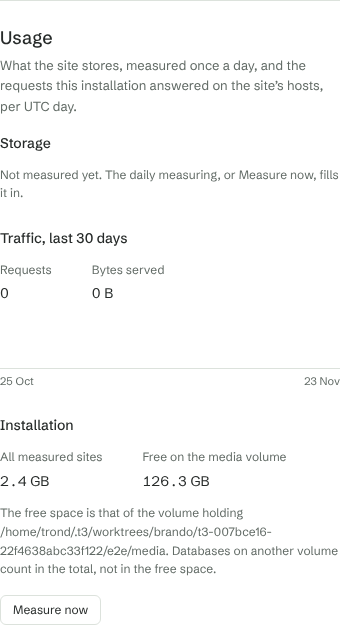 Usage
What the site stores, measured once a day, and the
requests this installation answered on the site’s hosts,
per UTC day.
Storage
Not measured yet. The daily measuring, or Measure now, fills
it in.
Traffic, last 30 days
Requests Bytes served
0 0 B
25 Oct 23 Nov
Installation
All measured sites Free on the media volume
2.4 GB 126.3 GB
The free space is that of the volume holding
/home/trond/.t3/worktrees/brando/t3-007bce16-
22f4638abc33f122/e2e/media. Databases on another volume
count in the total, not in the free space.
Measure now